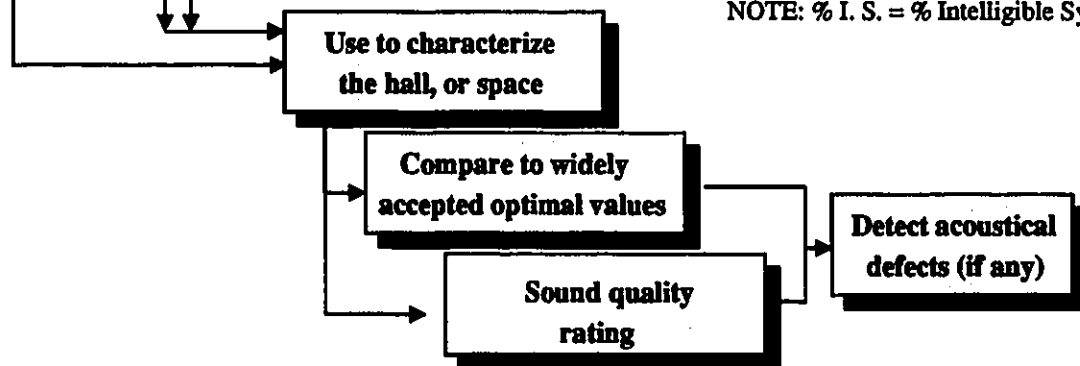 NOTE: % I. S. = % Intelligible
Use to characterize
the hall, or space
Compare to widely
accepted optimal values
Sound quality
rating
Detect acoustical
defects (if any)